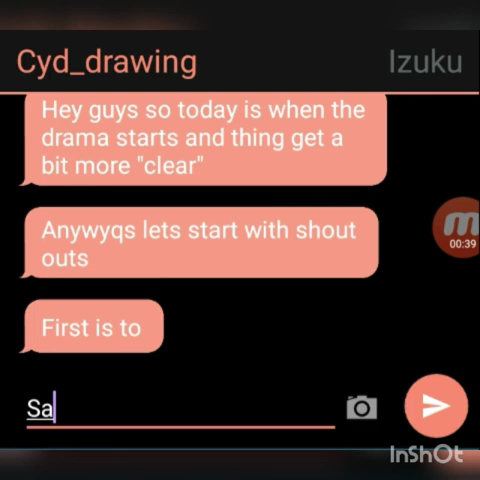 Cyd_drawing Izuku
Hey guys so today is when the
drama starts and thing get a
bit more "clear"
Anywyqs lets start with shout
outs
m
00:39
First is to
Sa
InShOt